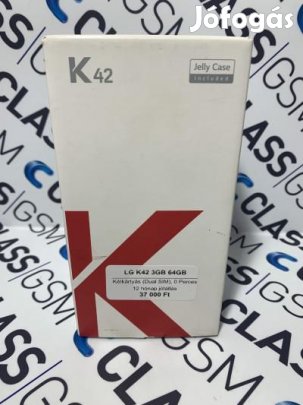 Jófogás
K42
Jelly Case
included
LG K42 3GB 64GB
Kétkártyás (Dual SIM), 0 Perces
12 hónap jótállás
37 000 Ft
CLASS GSM